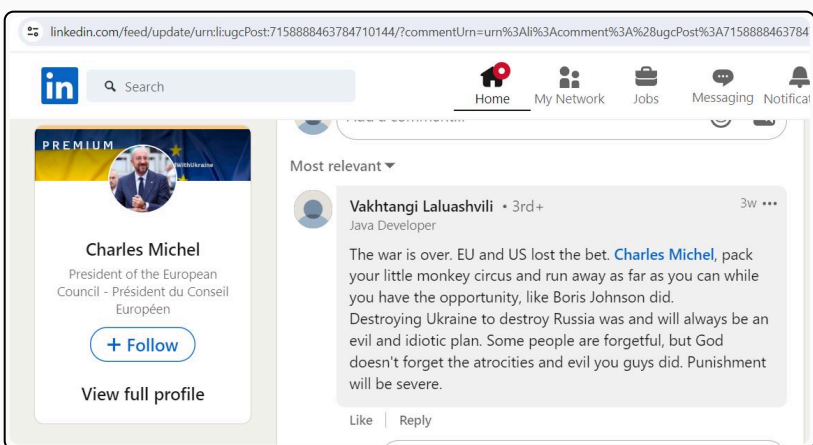 linkedin.com/feed/update/urn:li:ugcPost:7158888463784710144/?commentUrn=urn%3Ali%3Acomment%3A%28ugcPost%3A7158888463784
in
Search
Home
My Network
Jobs
Messaging
Notificat
PREMIUM
#WithUkraine
Charles Michel
President of the European
Council - Président du Conseil
Européen
+ Follow
View full profile
Add a comment...
Most relevant
Vakhtangi Laluashvili • 3rd+
3w •••
Java Developer
The war is over. EU and US lost the bet. Charles Michel, pack
your little monkey circus and run away as far as you can while
you have the opportunity, like Boris Johnson did.
Destroying Ukraine to destroy Russia was and will always be an
evil and idiotic plan. Some people are forgetful, but God
doesn't forget the atrocities and evil you guys did. Punishment
will be severe.
Like | Reply